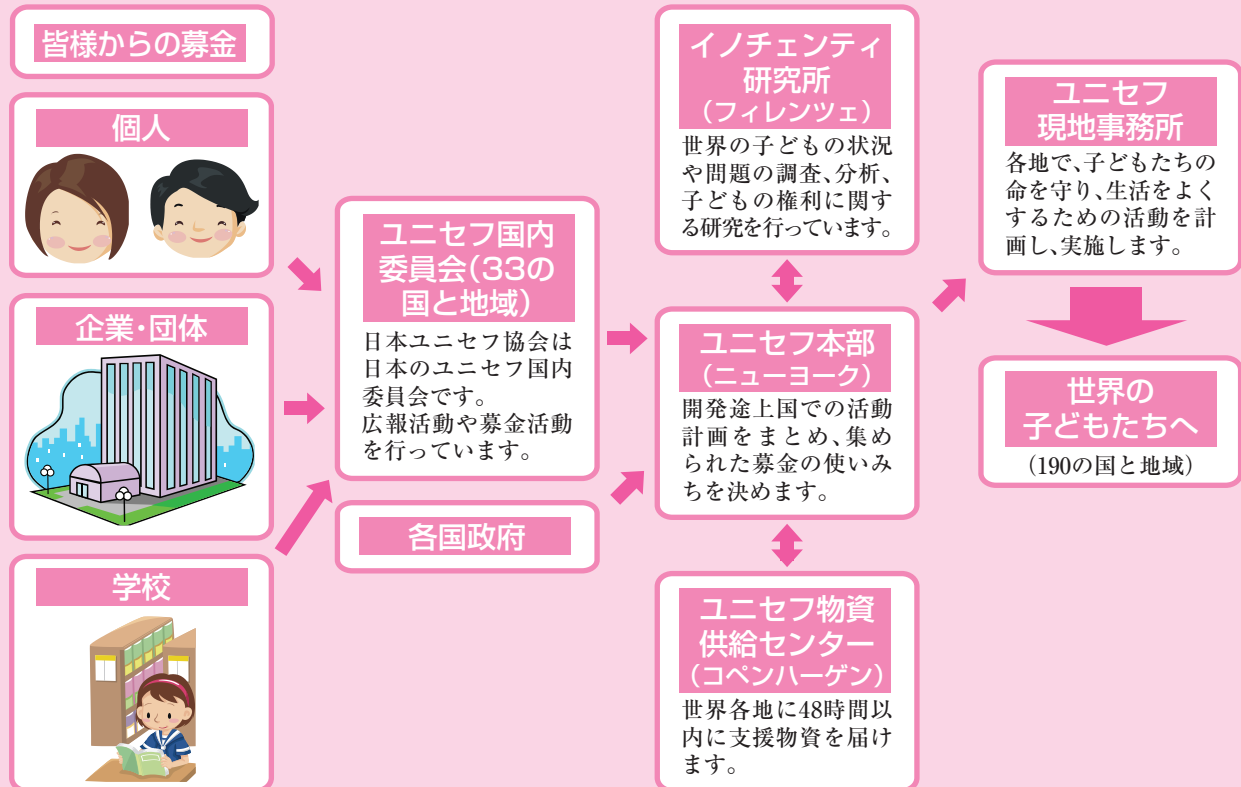 皆様からの募金
個人
企業・団体
学校
ユニセフ国内
委員会(33の
国と地域)
日本ユニセフ協会は
日本のユニセフ国内
委員会です。
広報活動や募金活動
を行っています。
各国政府
イノチェンティ
研究所
(フィレンツェ)
世界の子どもの状況
や問題の調査、分析、
子どもの権利に関す
る研究を行っています。
ユニセフ本部
(ニューヨーク)
開発途上国での活動
計画をまとめ、集め
られた募金の使いみ
ちを決めます。
ユニセフ物資
供給センター
(コペンハーゲン)
世界各地に48時間以
内に支援物資を届け
ます。
ユニセフ
現地事務所
各地で、子どもたちの
命を守り、生活をよく
するための活動を計
画し、実施します。
世界の
子どもたちへ
(190の国と地域)